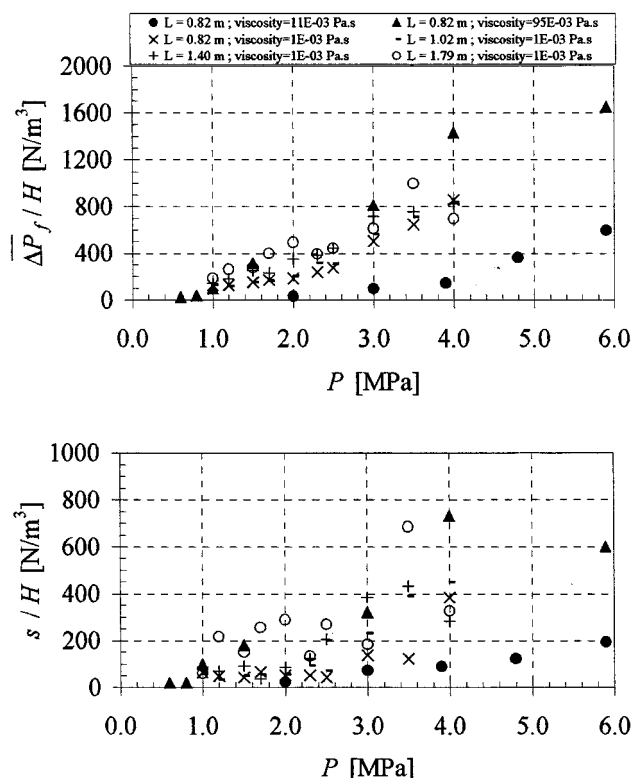 ● L = 0.82 m ; viscosity=11E-03 Pa.s ▲ L = 0.82 m ; viscosity=95E-03 Pa.s
× L = 0.82 m ; viscosity=1E-03 Pa.s - L = 1.02 m ; viscosity=1E-03 Pa.s
+ L = 1.40 m ; viscosity=1E-03 Pa.s ○ L = 1.79 m ; viscosity=1E-03 Pa.s
2000
1600
1200
800
400
0
0.0 1.0 2.0 3.0 4.0 5.0 6.0
ΔP_f / H [N/m³]
P [MPa]
1000
800
600
400
200
0
0.0 1.0 2.0 3.0 4.0 5.0 6.0
s / H [N/m³]
P [MPa]